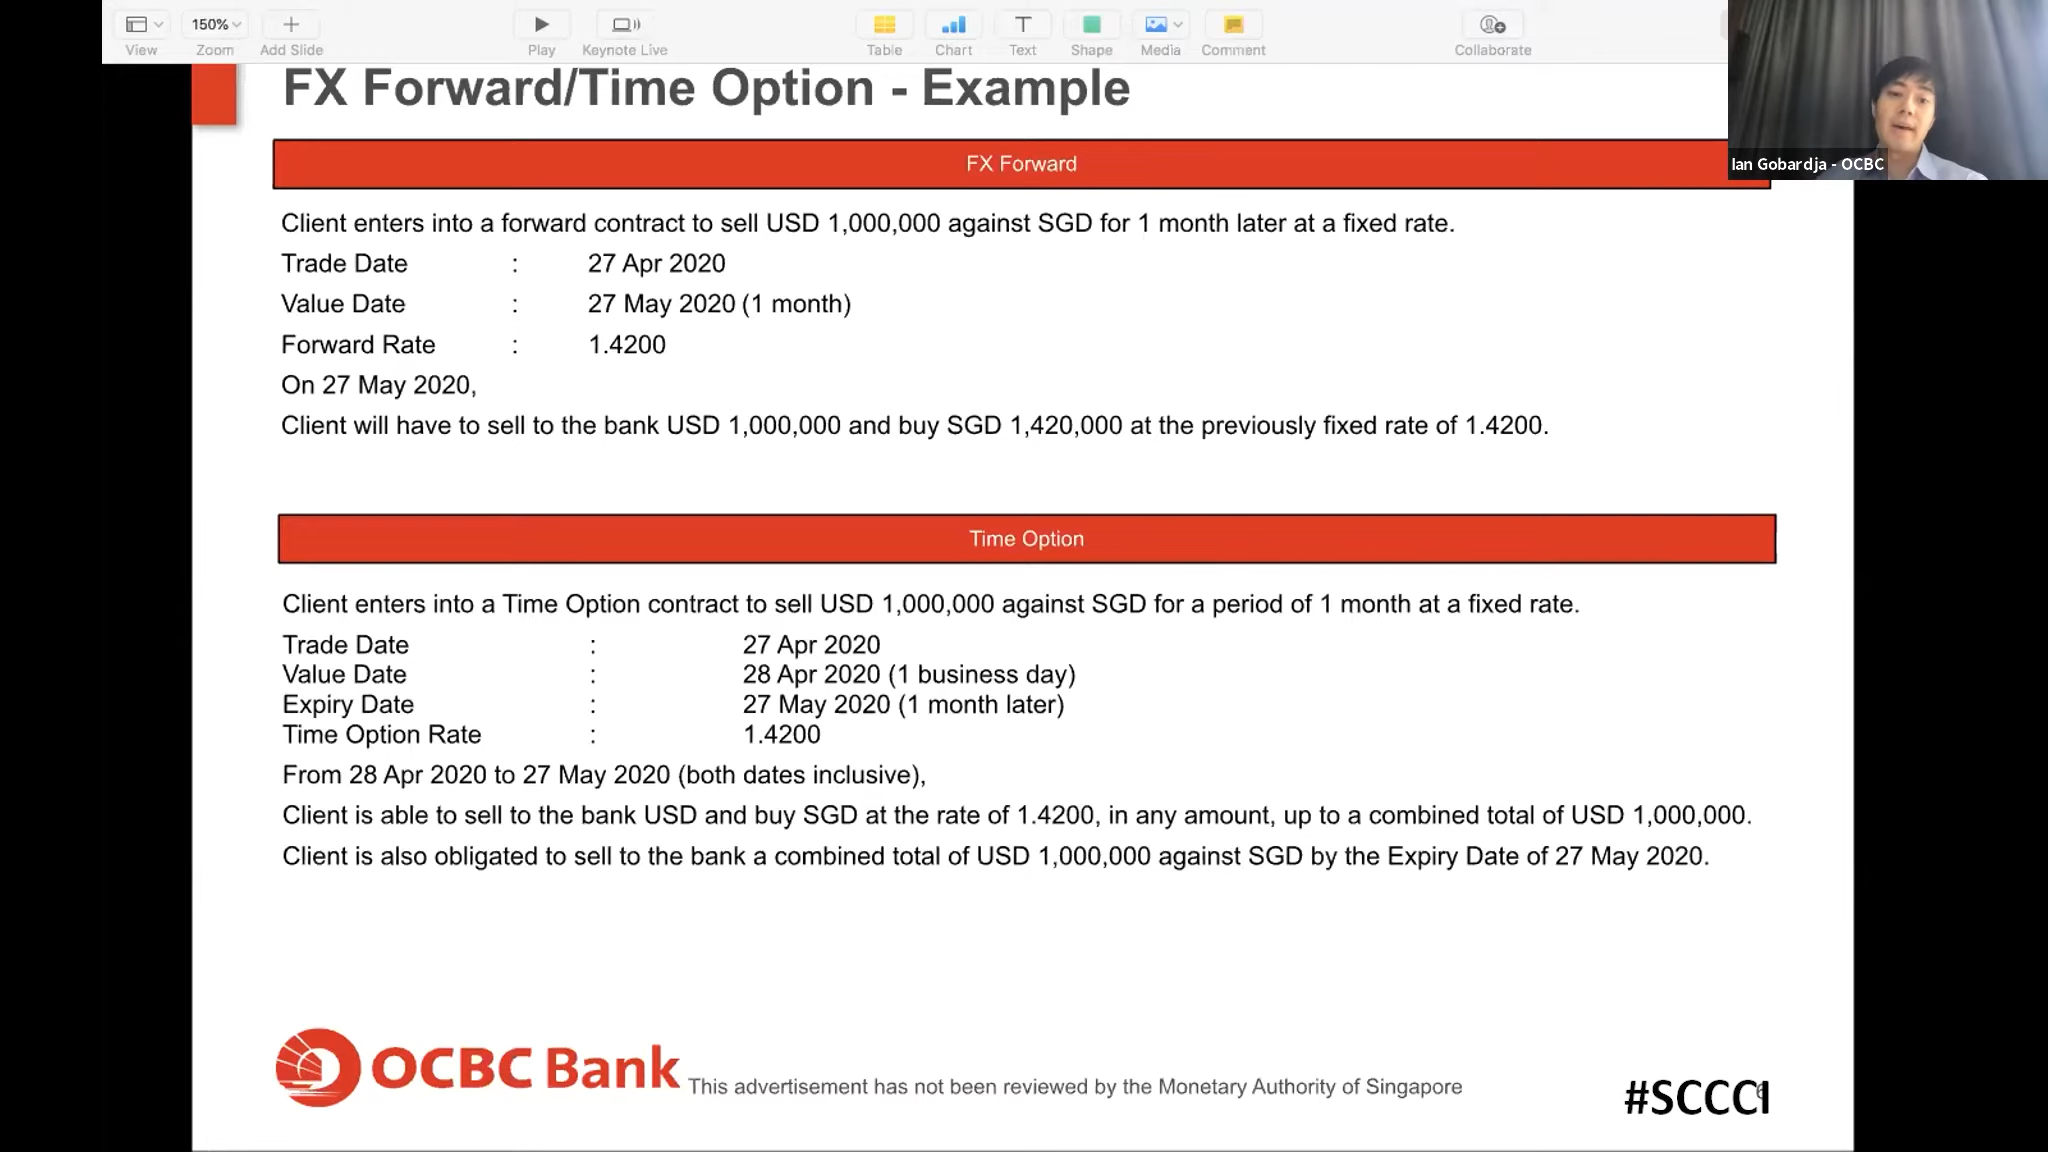 150%
View
Zoom
Add Slide
Play
Keynote Live
Table
Chart
Text
Shape
Media
Comment
Collaborate
FX Forward/Time Option - Example
Ian Gobardja - OCBC
FX Forward
Client enters into a forward contract to sell USD 1,000,000 against SGD for 1 month later at a fixed rate.
Trade Date : 27 Apr 2020
Value Date : 27 May 2020 (1 month)
Forward Rate : 1.4200
On 27 May 2020,
Client will have to sell to the bank USD 1,000,000 and buy SGD 1,420,000 at the previously fixed rate of 1.4200.
Time Option
Client enters into a Time Option contract to sell USD 1,000,000 against SGD for a period of 1 month at a fixed rate.
Trade Date : 27 Apr 2020
Value Date : 28 Apr 2020 (1 business day)
Expiry Date : 27 May 2020 (1 month later)
Time Option Rate : 1.4200
From 28 Apr 2020 to 27 May 2020 (both dates inclusive),
Client is able to sell to the bank USD and buy SGD at the rate of 1.4200, in any amount, up to a combined total of USD 1,000,000.
Client is also obligated to sell to the bank a combined total of USD 1,000,000 against SGD by the Expiry Date of 27 May 2020.
OCBC Bank
This advertisement has not been reviewed by the Monetary Authority of Singapore
#SCCCI